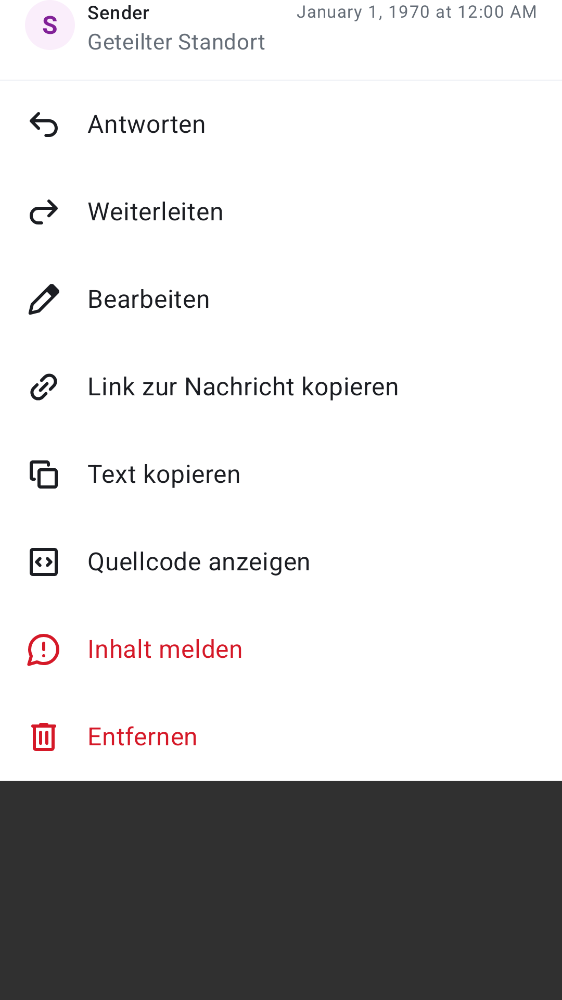 S
Sender
January 1, 1970 at 12:00 AM
Geteilter Standort
Antworten
Weiterleiten
Bearbeiten
Link zur Nachricht kopieren
Text kopieren
Quellcode anzeigen
Inhalt melden
Entfernen